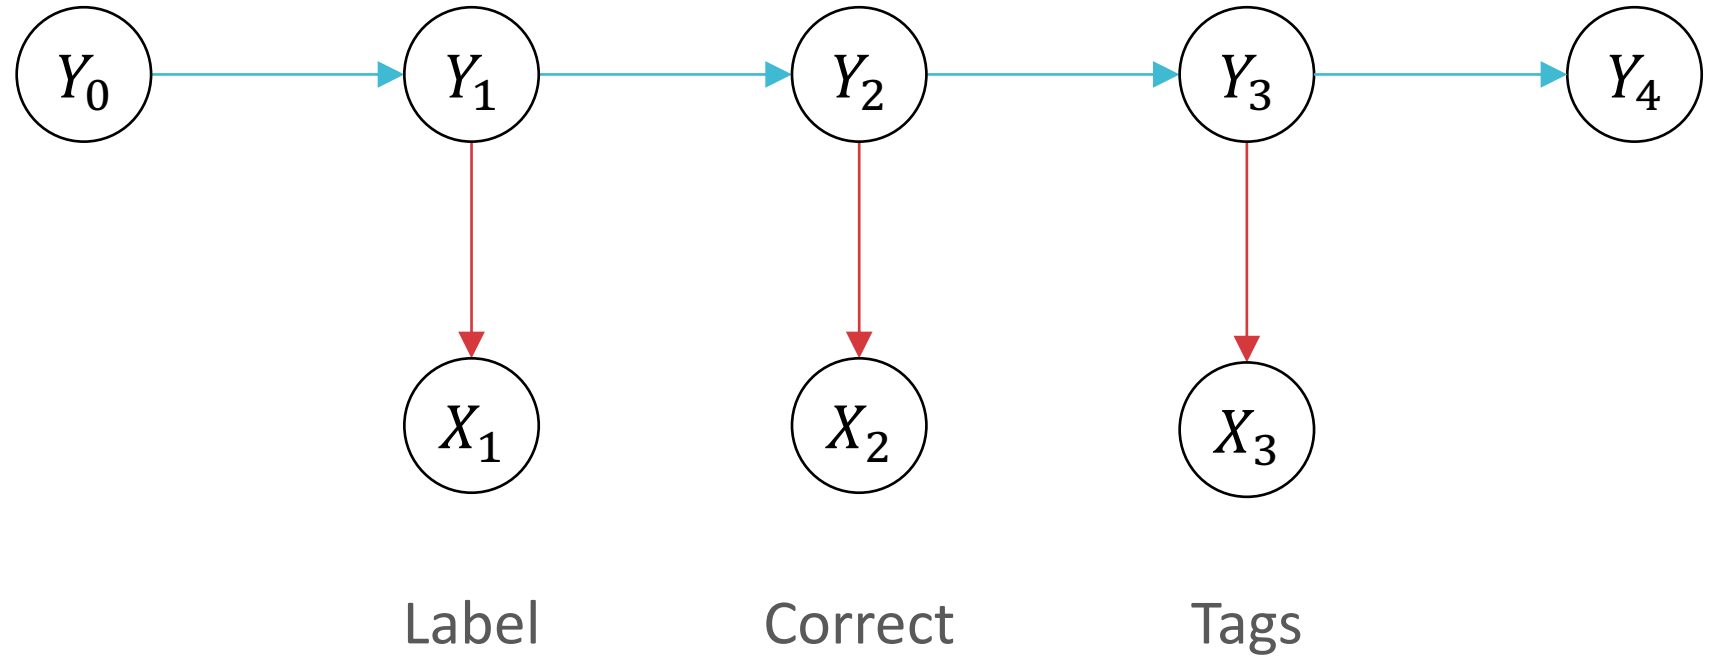 Y₀ Y₁ Y₂ Y₃ Y₄
X₁ X₂ X₃
Label Correct Tags